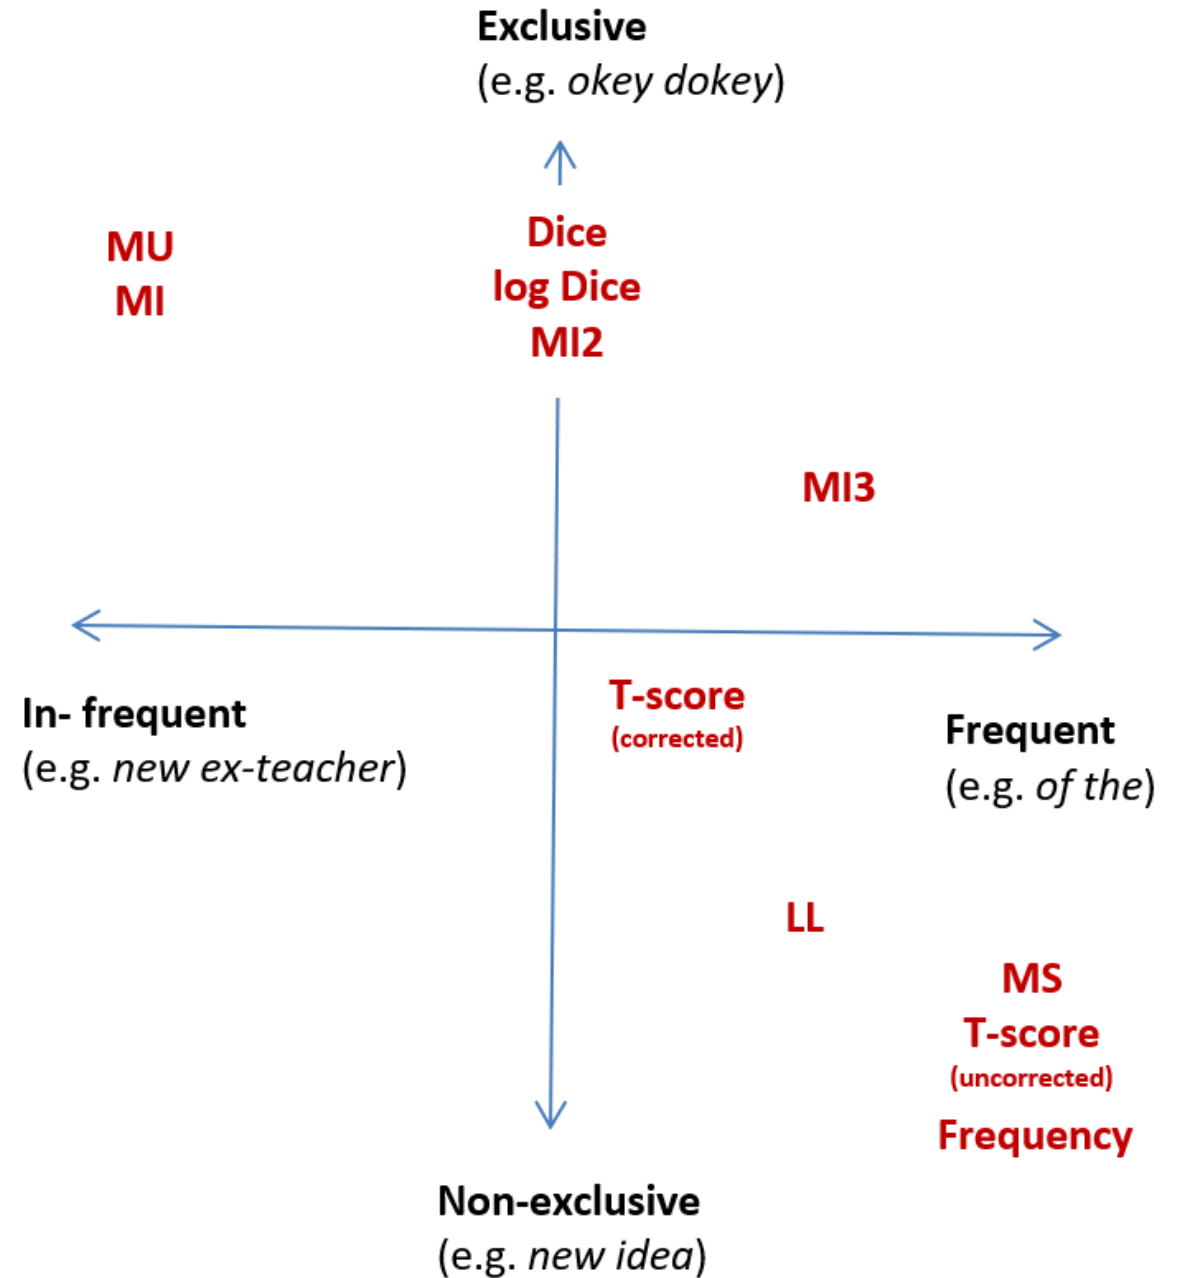 Exclusive
(e.g. okey dokey)
MU
MI
Dice
log Dice
MI2
MI3
In- frequent
(e.g. new ex-teacher)
T-score
(corrected)
Frequent
(e.g. of the)
LL
MS
T-score
(uncorrected)
Frequency
Non-exclusive
(e.g. new idea)